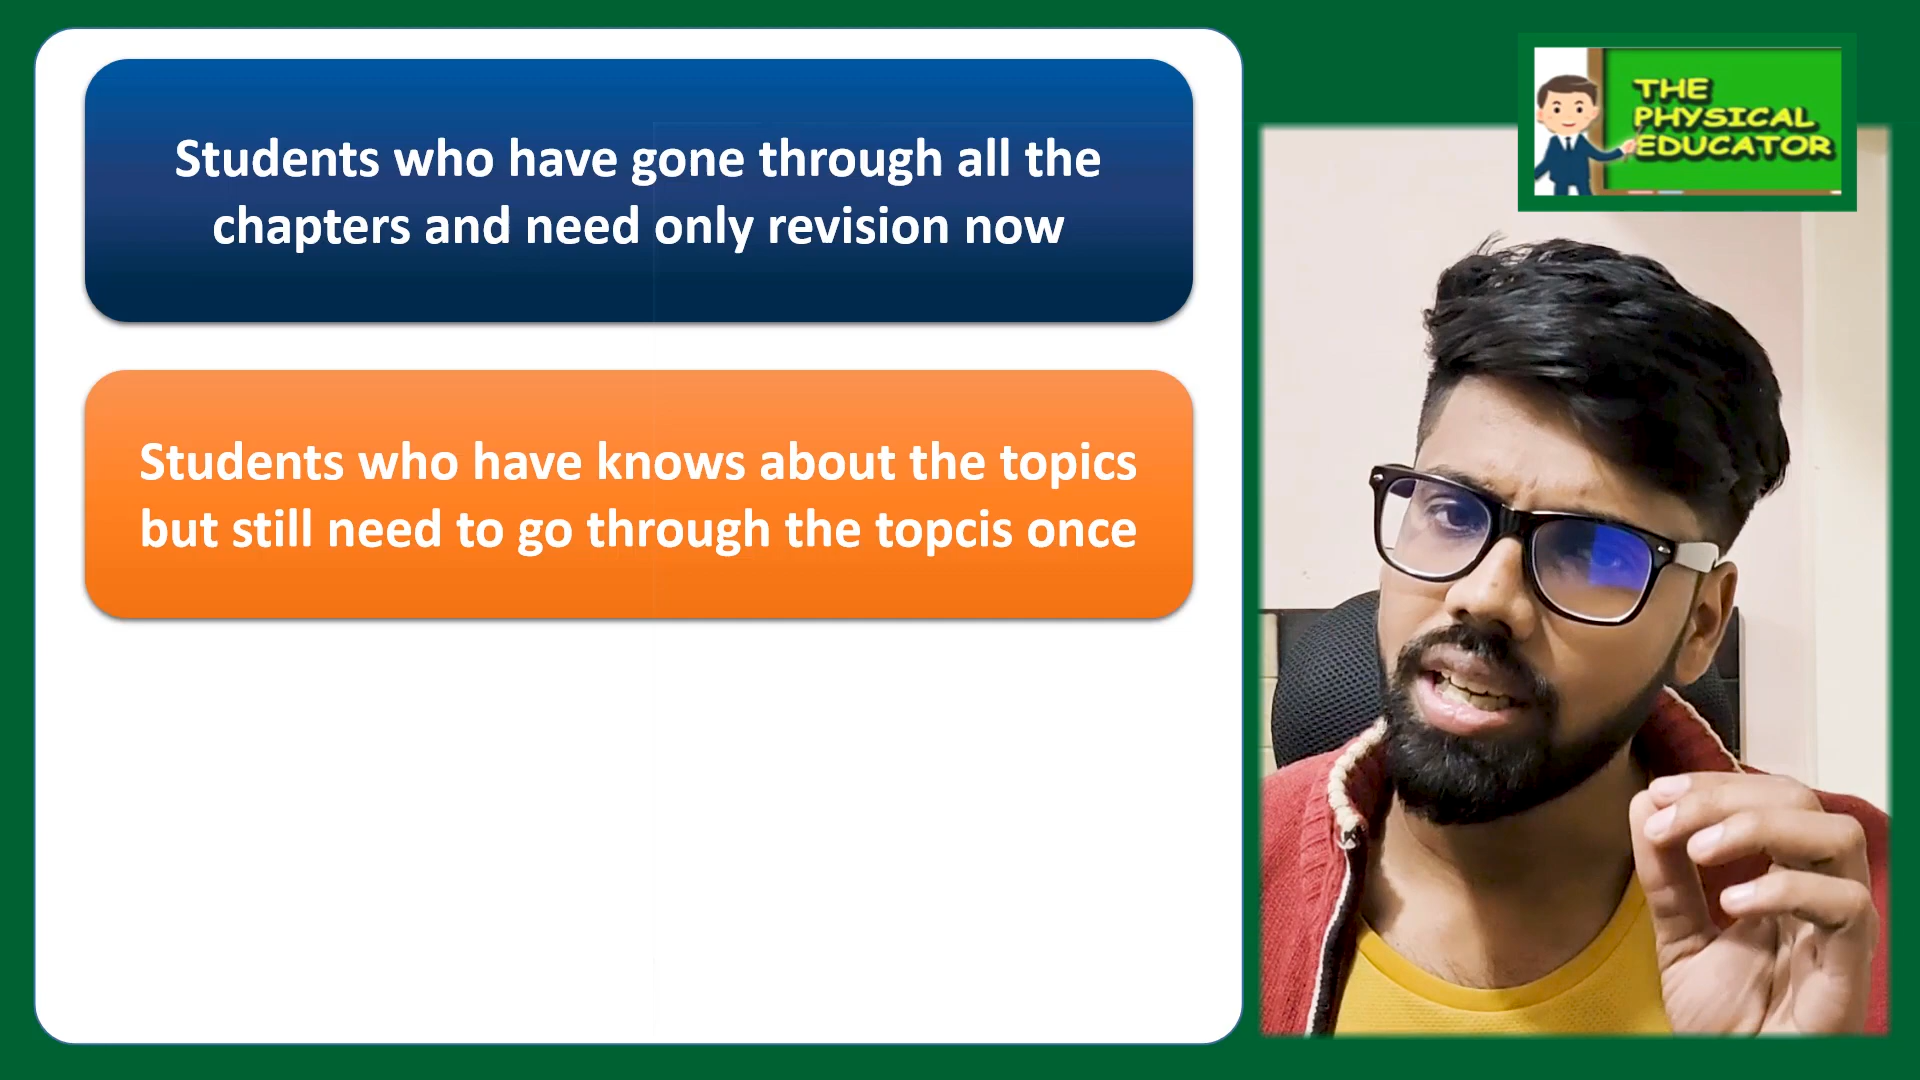 Students who have gone through all the
chapters and need only revision now
Students who have knows about the topics
but still need to go through the topcis once
THE
PHYSICAL
EDUCATOR